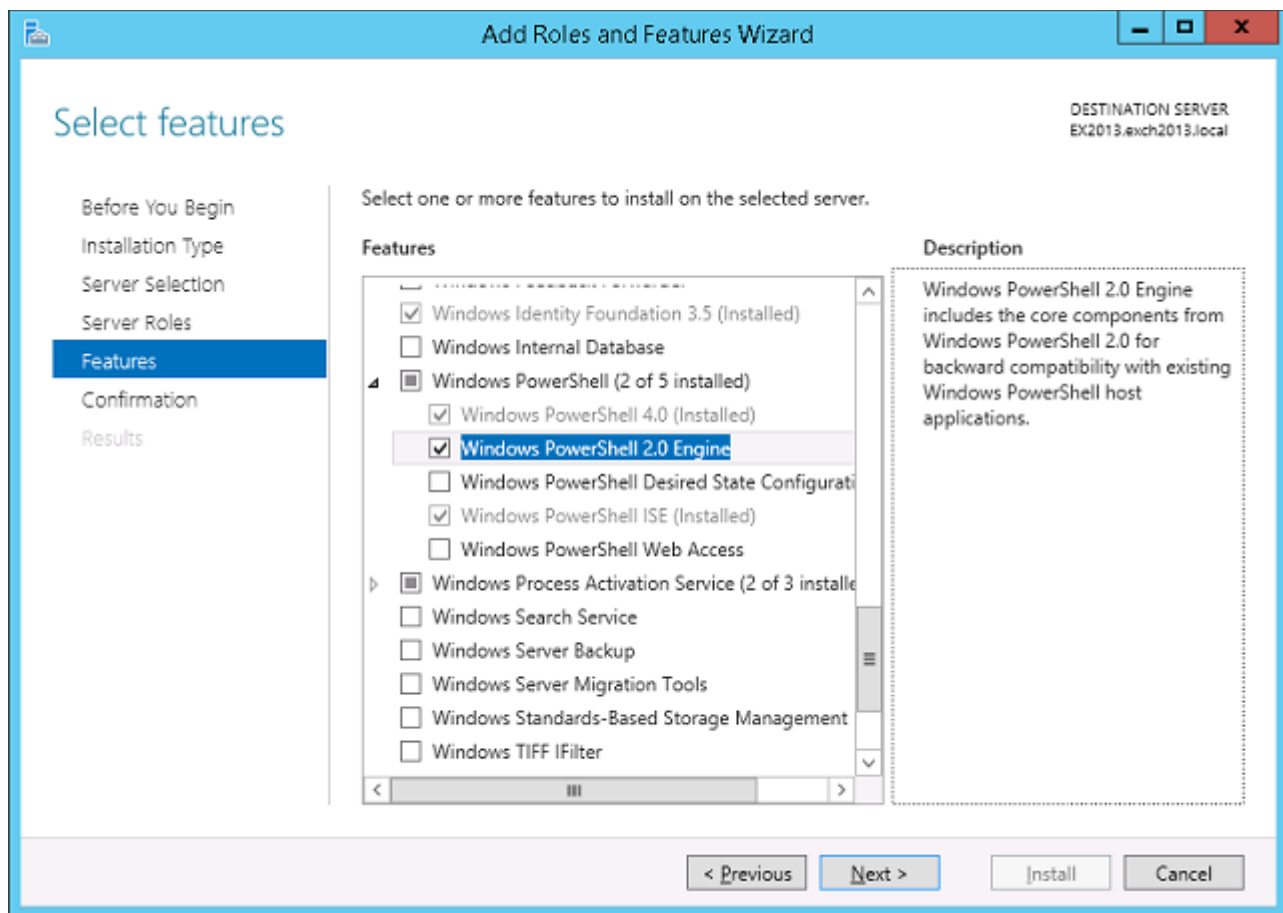 Add Roles and Features Wizard
Select features
DESTINATION SERVER
EX2013.exch2013.local
Before You Begin
Installation Type
Server Selection
Server Roles
Features
Confirmation
Results
Select one or more features to install on the selected server.
Features
Windows Identity Foundation 3.5 (Installed)
Windows Internal Database
Windows PowerShell (2 of 5 installed)
Windows PowerShell 4.0 (Installed)
Windows PowerShell 2.0 Engine
Windows PowerShell Desired State Configurati
Windows PowerShell ISE (Installed)
Windows PowerShell Web Access
Windows Process Activation Service (2 of 3 installe
Windows Search Service
Windows Server Backup
Windows Server Migration Tools
Windows Standards-Based Storage Management
Windows TIFF IFilter
Description
Windows PowerShell 2.0 Engine
includes the core components from
Windows PowerShell 2.0 for
backward compatibility with existing
Windows PowerShell host
applications.
< Previous
Next >
Install
Cancel